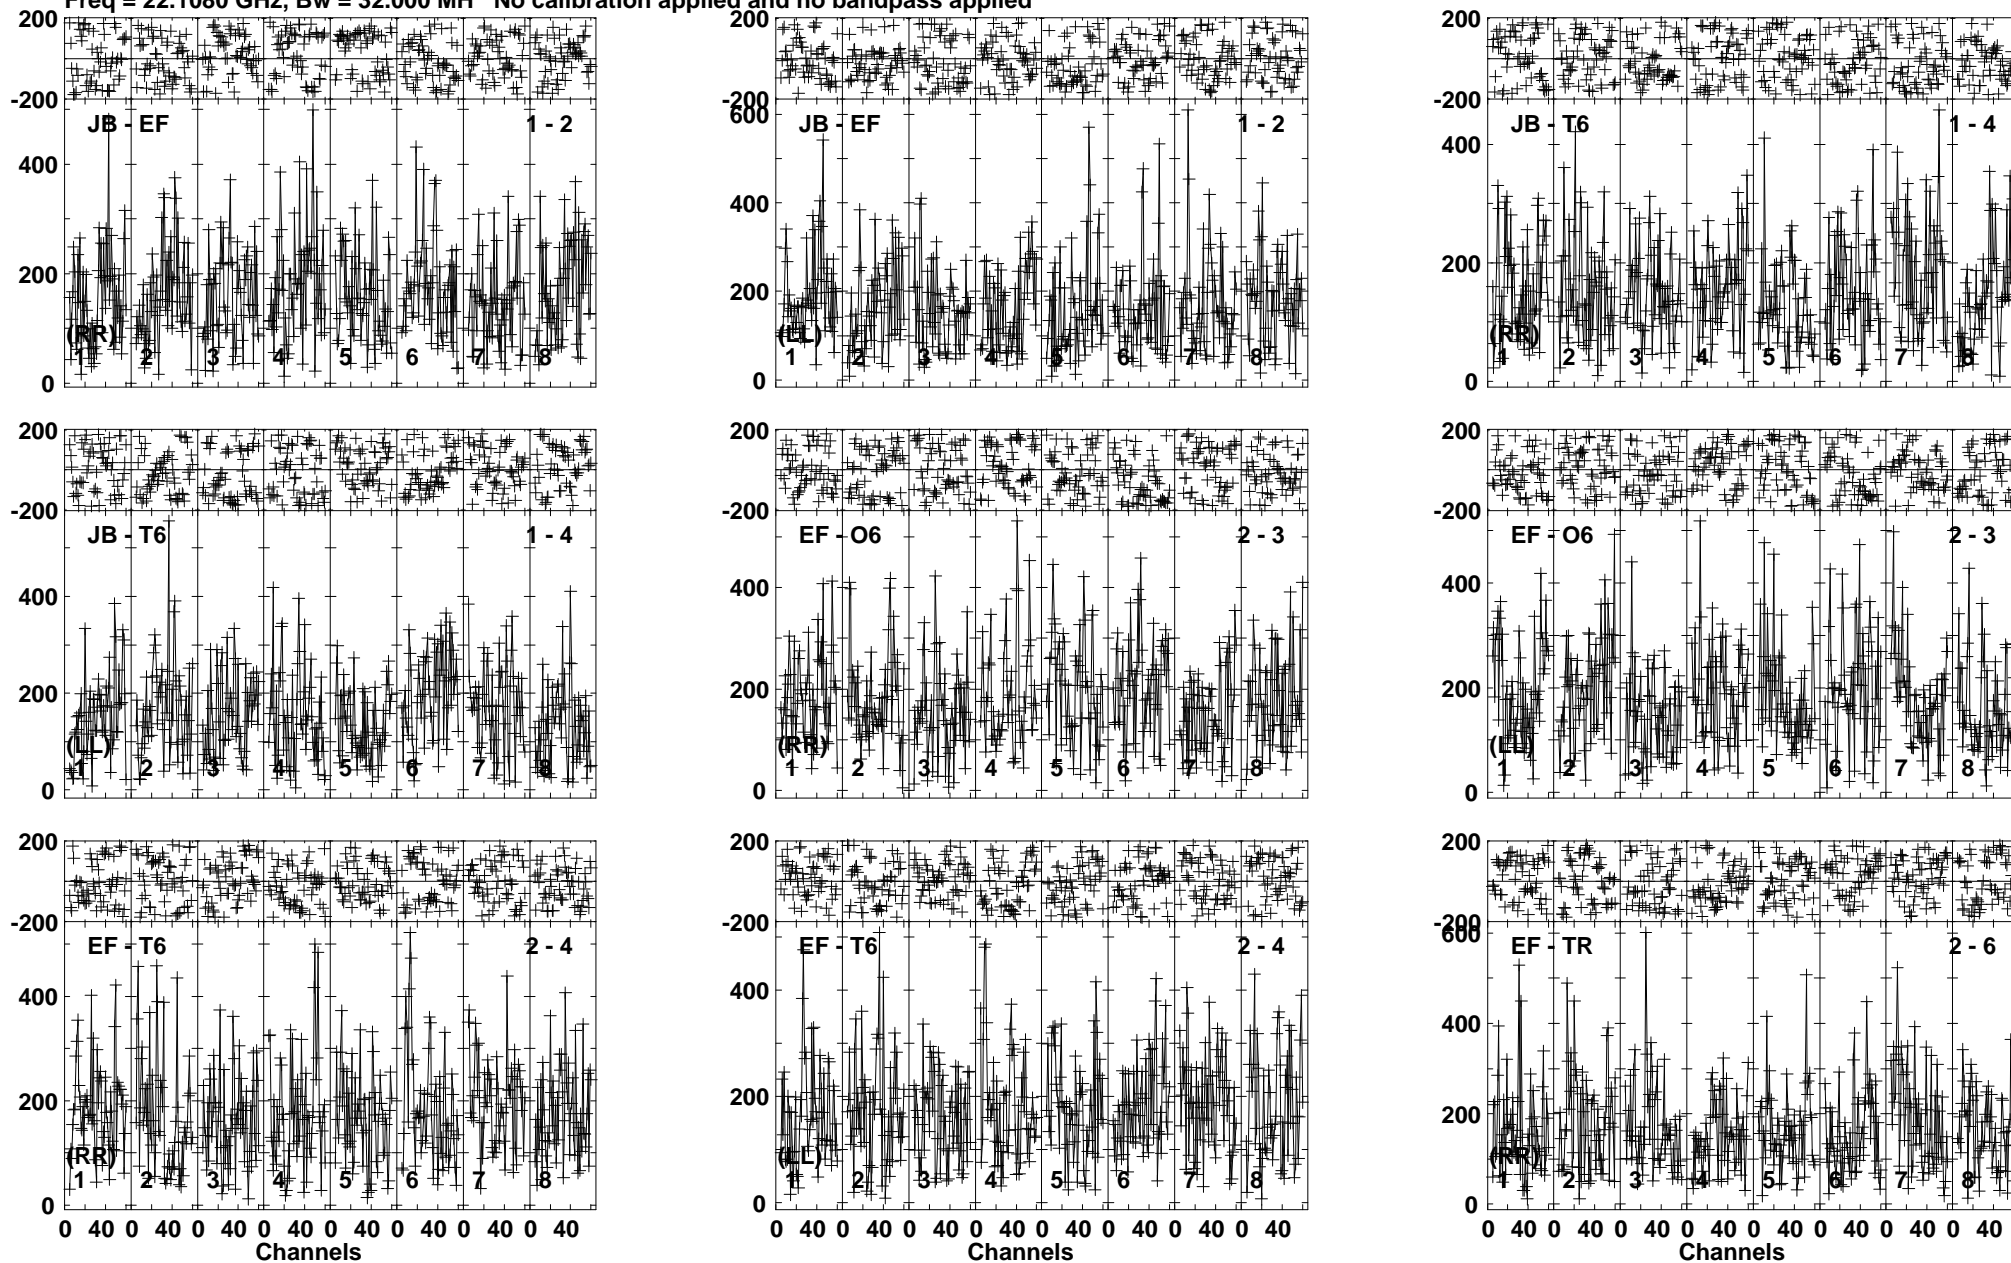 Freq = 22.1080 GHz, Bw = 32.000 MH No calibration applied and no bandpass applied
200 200 200
-200 -200 -200
JB - EF 1 - 2 600 JB - EF 1 - 2 JB - T6 1 - 4
400 400 400
200 200 200
(RR) (LL) (RR)
1 2 3 4 5 6 7 8 1 2 3 4 5 6 7 8 1 2 3 4 5 6 7 8
0 0 0
200 200 200
-200 -200 -200
JB - T6 1 - 4 EF - O6 2 - 3 EF - O6 2 - 3
400 400 400
200 200 200
(LL) (RR) (LL)
1 2 3 4 5 6 7 8 1 2 3 4 5 6 7 8 1 2 3 4 5 6 7 8
0 0 0
200 200 200
-200 -200 -200
600
EF - T6 2 - 4 EF - T6 2 - 4 EF - TR 2 - 6
400 400 400
200 200 200
(RR) (LL) (RR)
1 2 3 4 5 6 7 8 1 2 3 4 5 6 7 8 1 2 3 4 5 6 7 8
0 0 0
0 40 0 40 0 40 0 40 0 40 0 40 0 40 0 40 0 40 0 40 0 40 0 40 0 40 0 40 0 40 0 40 0 40 0 40 0 40 0 40 0 40 0 40 0 40 0 40
Channels Channels Channels